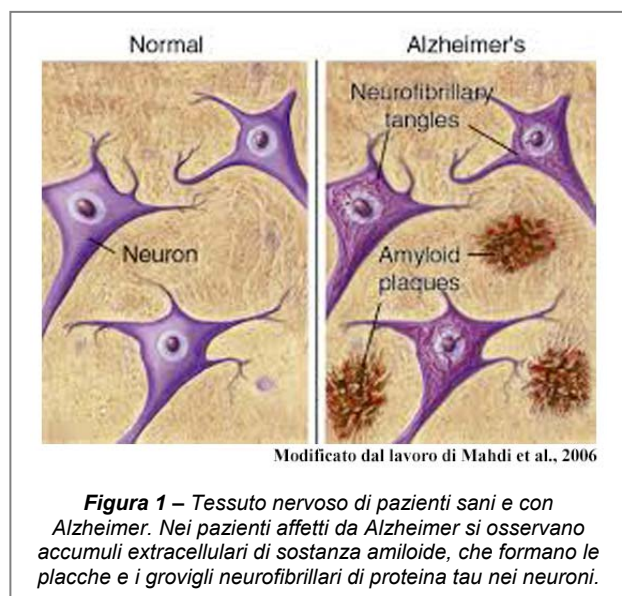 Normal
Alzheimer's
Neurofibrillary
tangles
Neuron
Amyloid
plaques
Modificato dal lavoro di Mahdi et al., 2006
Figura 1 – Tessuto nervoso di pazienti sani e con
Alzheimer. Nei pazienti affetti da Alzheimer si osservano
accumuli extracellulari di sostanza amiloide, che formano le
placche e i grovigli neurofibrillari di proteina tau nei neuroni.